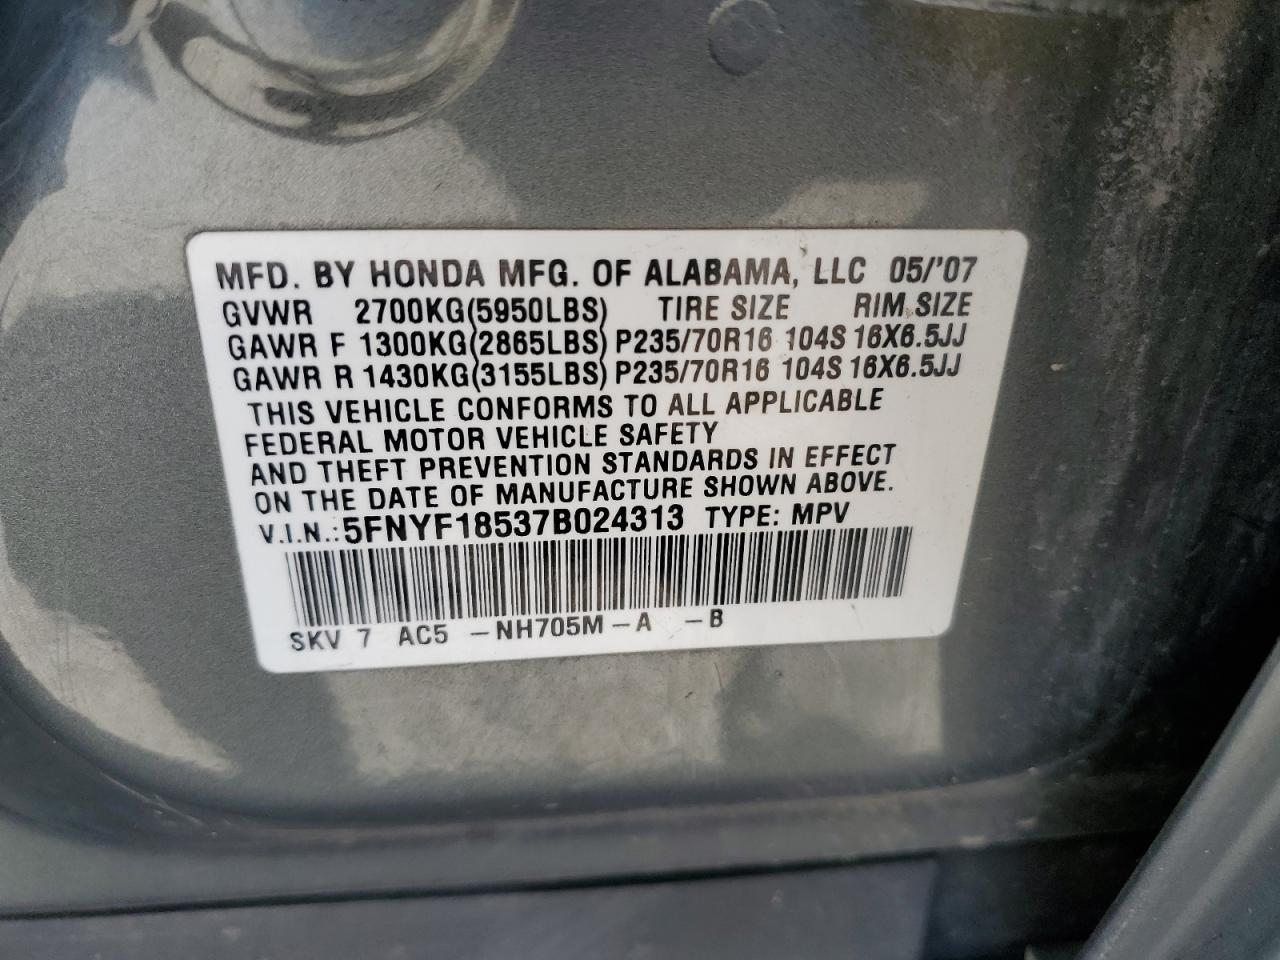 MFD. BY HONDA MFG. OF ALABAMA, LLC 05/'07
GVWR 2700KG(5950LBS) TIRE SIZE RIM SIZE
GAWR F 1300KG(2865LBS) P235/70R16 104S 16X6.5JJ
GAWR R 1430KG(3155LBS) P235/70R16 104S 16X6.5JJ
THIS VEHICLE CONFORMS TO ALL APPLICABLE
FEDERAL MOTOR VEHICLE SAFETY
AND THEFT PREVENTION STANDARDS IN EFFECT
ON THE DATE OF MANUFACTURE SHOWN ABOVE.
V.I.N.: 5FNYF18537B024313 TYPE: MPV
SKV 7 AC5 -NH705M-A -B